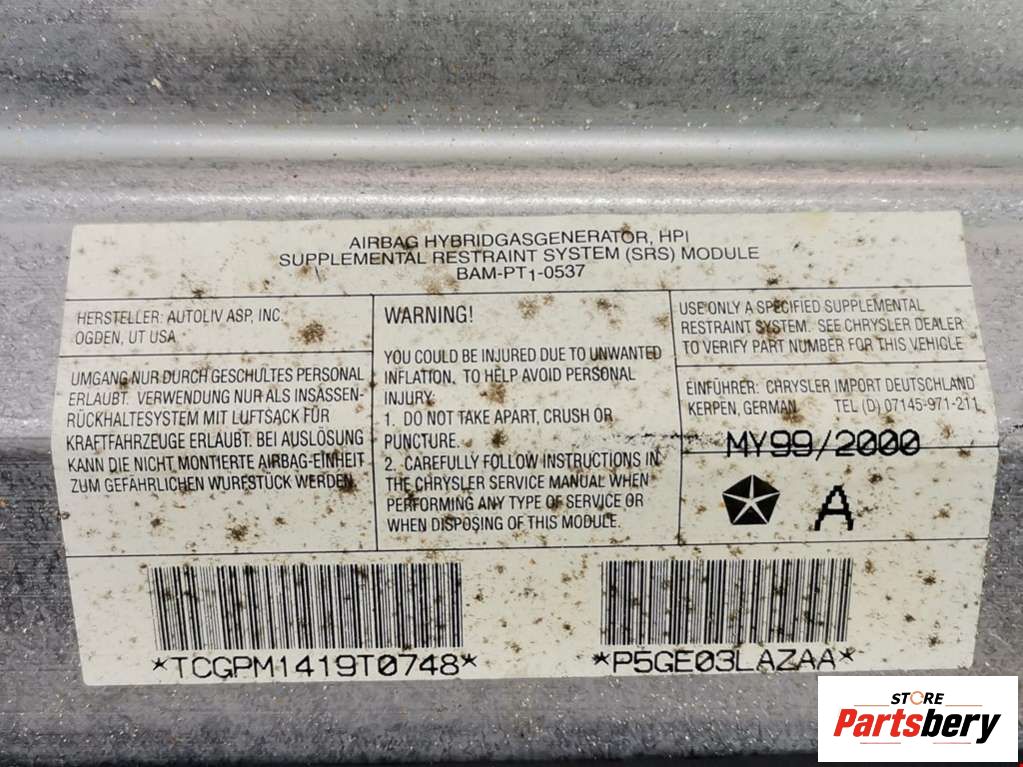 AIRBAG HYBRIDGASGENERATOR, HPI
SUPPLEMENTAL RESTRAINT SYSTEM (SRS) MODULE
BAM-PT1-0537
HERSTELLER: AUTOLIV ASP, INC.
OGDEN, UT USA
UMGANG NUR DURCH GESCHULTES PERSONAL
ERLAUBT. VERWENDUNG NUR ALS INSASSEN-
RÜCKHALTESYSTEM MIT LUFTSACK FÜR
KRAFTFAHRZEUGE ERLAUBT. BEI AUSLÖSUNG
KANN DIE NICHT MONTIERTE AIRBAG-EINHEIT
ZUM GEFÄHRLICHEN WURFSTÜCK WERDEN.
WARNING!
YOU COULD BE INJURED DUE TO UNWANTED
INFLATION. TO HELP AVOID PERSONAL
INJURY:
1. DO NOT TAKE APART, CRUSH OR
PUNCTURE.
2. CAREFULLY FOLLOW INSTRUCTIONS IN
THE CHRYSLER SERVICE MANUAL WHEN
PERFORMING ANY TYPE OF SERVICE OR
WHEN DISPOSING OF THIS MODULE.
USE ONLY A SPECIFIED SUPPLEMENTAL
RESTRAINT SYSTEM. SEE CHRYSLER DEALER
TO VERIFY PART NUMBER FOR THIS VEHICLE
EINFÜHRER: CHRYSLER IMPORT DEUTSCHLAND
KERPEN, GERMAN TEL (D) 07145-971-211
MY99/2000
A
*TCGPM1419T0748*
*P5GE03LAZAA*
STORE
Partsbery